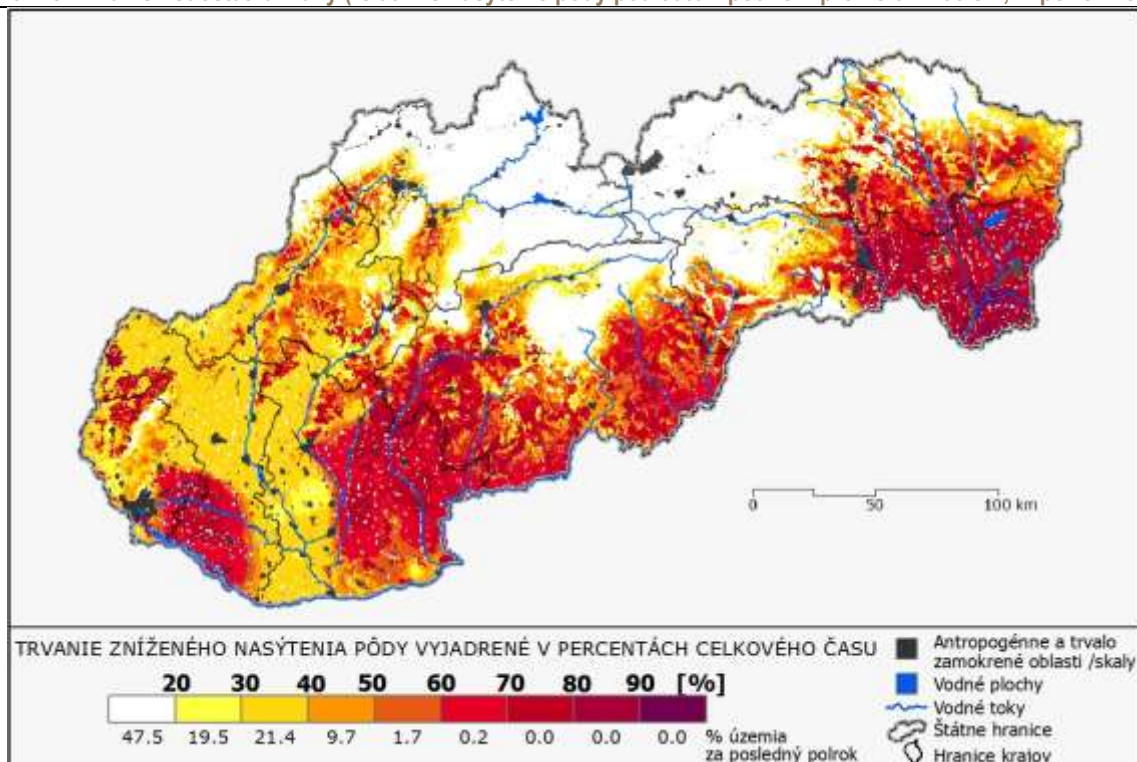 0 50 100 km
TRVANIE ZNÍŽENÉHO NASÝTENIA PÔDY VYJADRENÉ V PERCENTÁCH CELKOVÉHO ČASU
20 30 40 50 60 70 80 90 [%]
47.5 19.5 21.4 9.7 1.7 0.2 0.0 0.0 0.0 % územia
za posledný polrok
Antropogénne a trvalo
zamokrené oblasti /skaly
Vodné plochy
Vodné toky
Štátne hranice
Hranice krajov